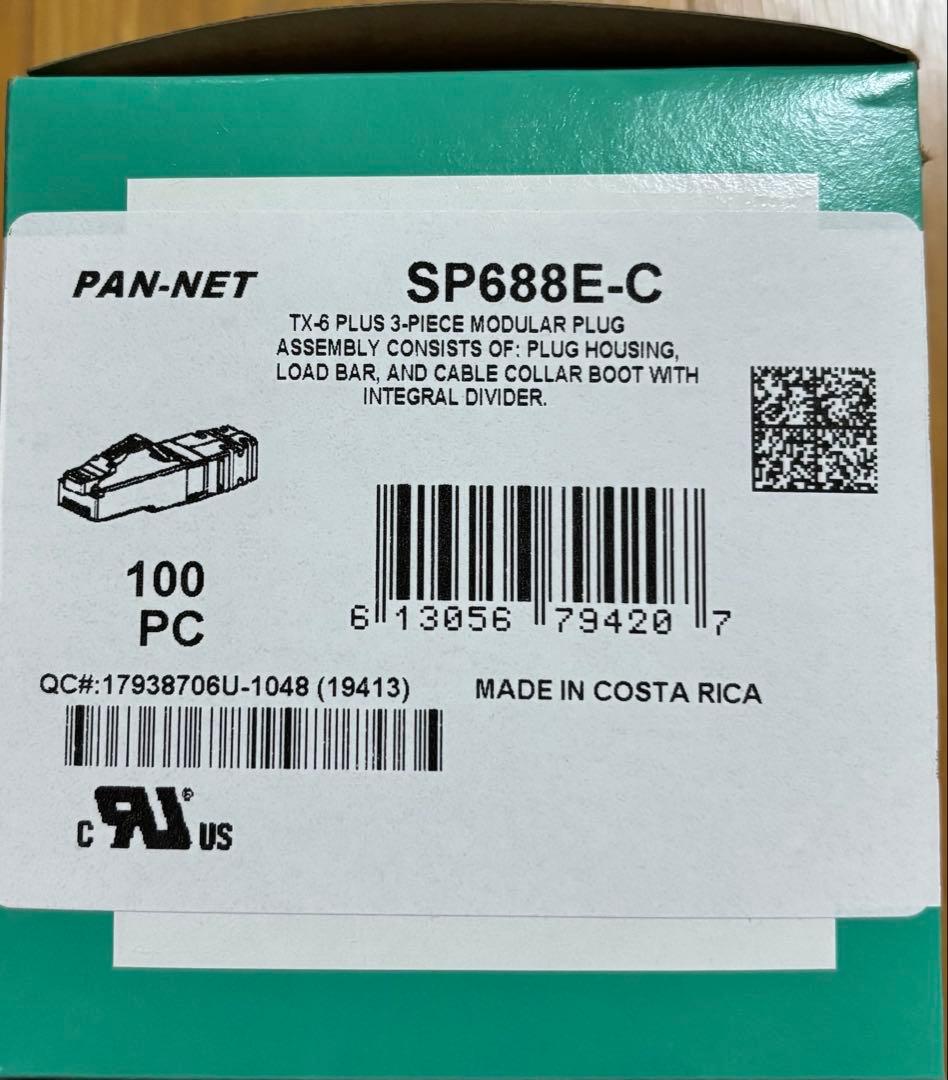 PAN-NET
SP688E-C
TX-6 PLUS 3-PIECE MODULAR PLUG
ASSEMBLY CONSISTS OF: PLUG HOUSING,
LOAD BAR, AND CABLE COLLAR BOOT WITH
INTEGRAL DIVIDER.
100
PC
6 13056 79420 7
QC#:17938706U-1048 (19413)
MADE IN COSTA RICA
C RU® US